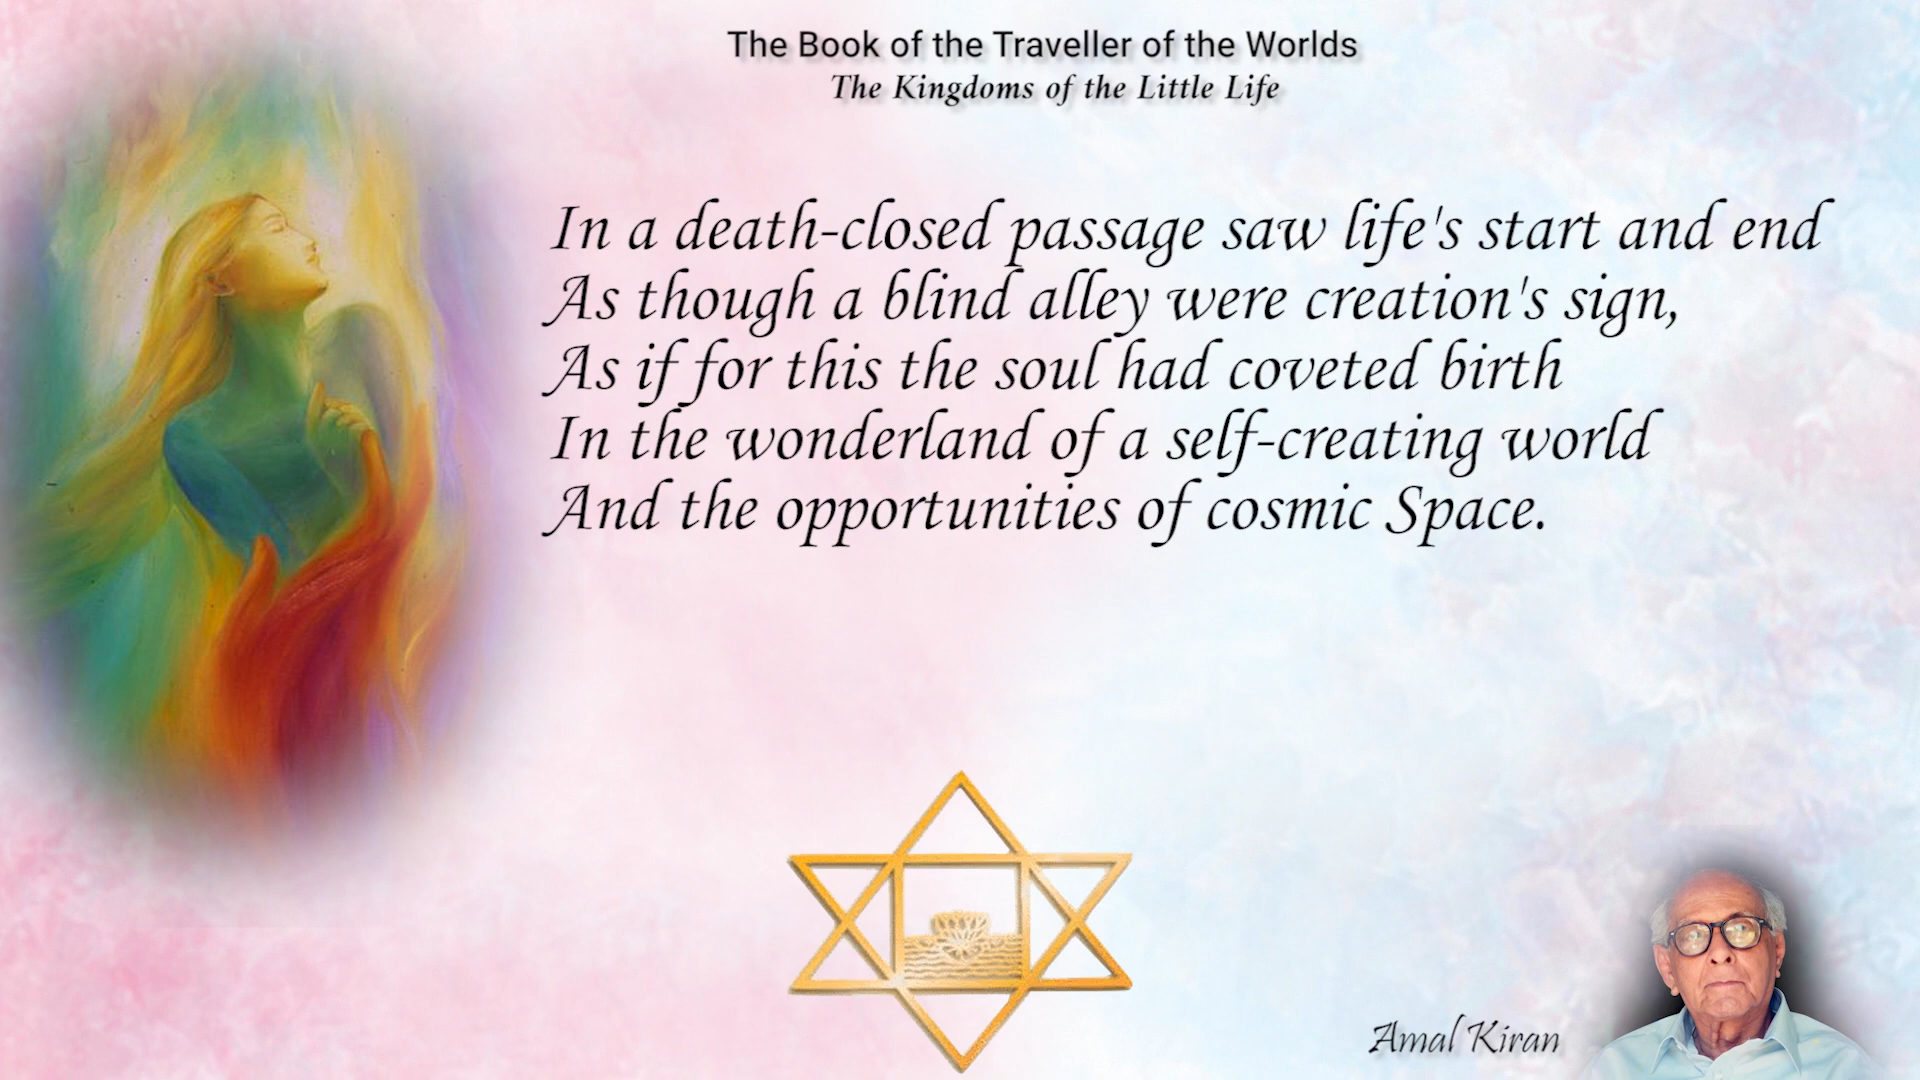 The Book of the Traveller of the Worlds
The Kingdoms of the Little Life
In a death-closed passage saw life's start and end
As though a blind alley were creation's sign,
As if for this the soul had coveted birth
In the wonderland of a self-creating world
And the opportunities of cosmic Space.
Amal Kiran